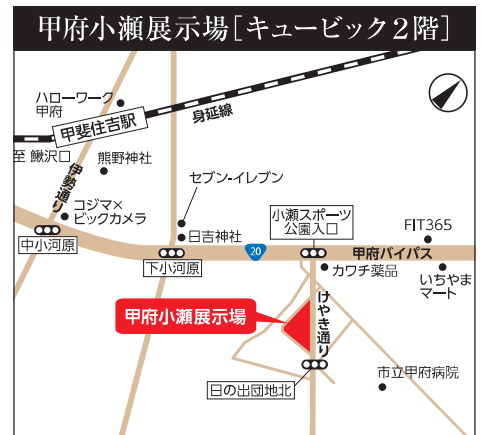 甲府小瀬展示場[キュービック2階]
ハローワーク
甲府
甲斐住吉駅
身延線
至 鰍沢口
熊野神社
伊勢通り
セブン-イレブン
コジマ×
ビックカメラ
小瀬スポーツ
公園入口
FIT365
日吉神社
中小河原
下小河原
20
甲府バイパス
カワチ薬品
いちやま
マート
けやき通り
甲府小瀬展示場
市立甲府病院
日の出団地北